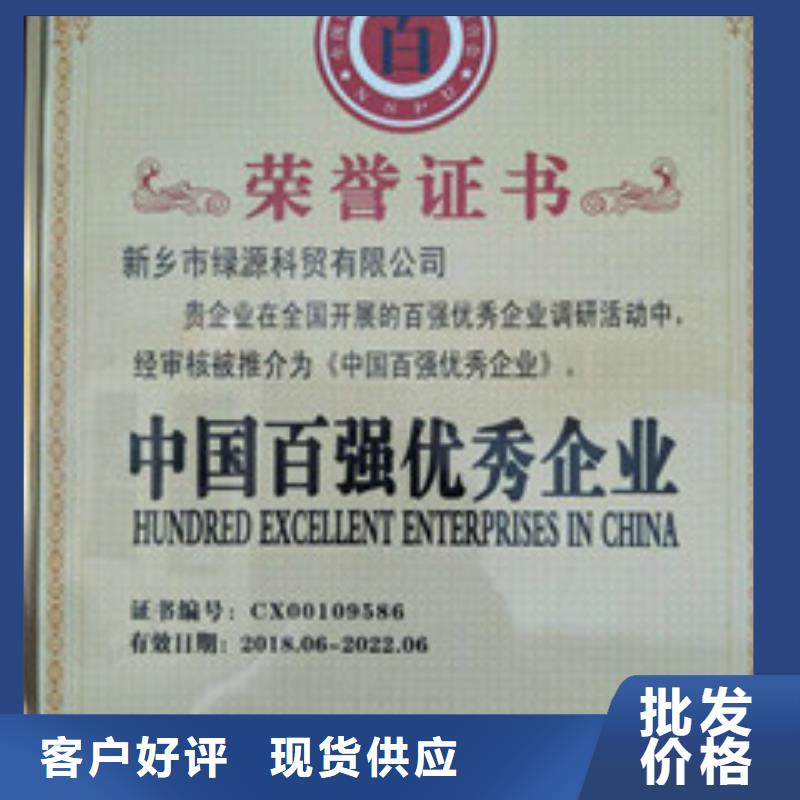 百
NSPU
荣誉证书
新乡市绿源科贸有限公司
贵企业在全国开展的百强优秀企业调研活动中，
经审核被推介为《中国百强优秀企业》。
中国百强优秀企业
HUNDRED EXCELLENT ENTERPRISES IN CHINA
证书编号：CX00109586
有效日期：2018.06-2022.06
客户好评 现货供应
批发
价格